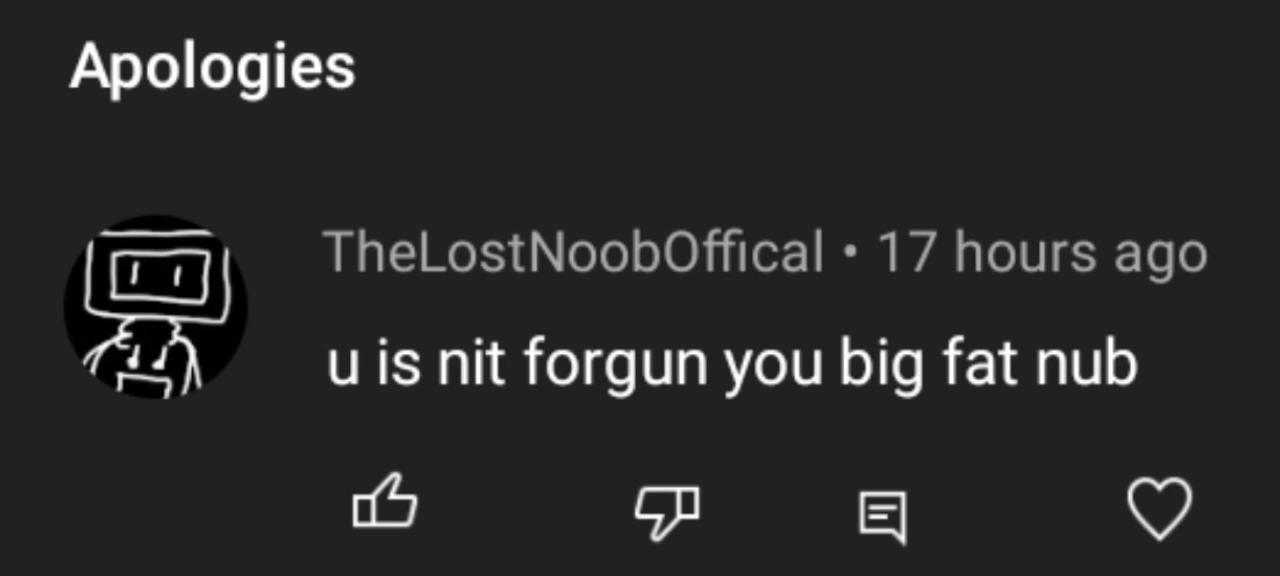 Apologies
TheLostNoobOffical • 17 hours ago
u is nit forgun you big fat nub